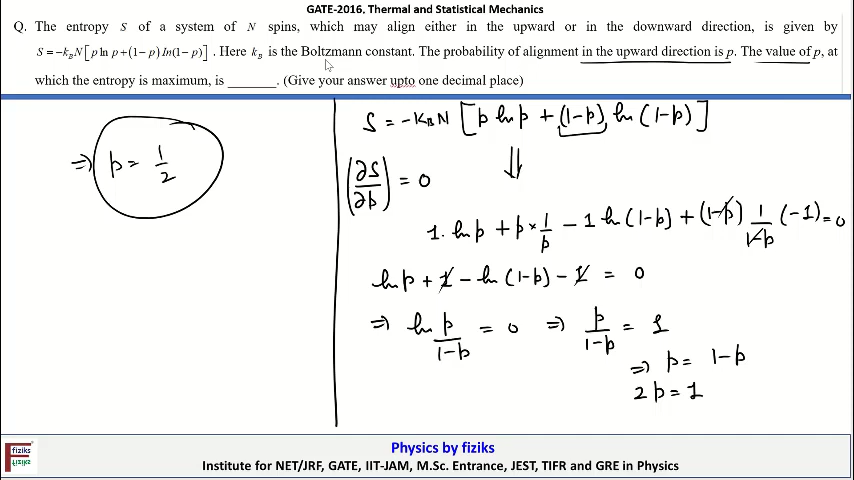 GATE-2016, Thermal and Statistical Mechanics
Q. The entropy S of a system of N spins, which may align either in the upward or in the downward direction, is given by
S = −k_B N [ p ln p + (1 − p) ln(1 − p) ] . Here k_B is the Boltzmann constant. The probability of alignment in the upward direction is p. The value of p, at
which the entropy is maximum, is _______. (Give your answer upto one decimal place)
⇒ p = 1/2
S = −k_B N [ p ln p + (1−p) ln (1−p) ]
⇓
(∂S/∂p) = 0
1. ln p + p × 1/p − 1 ln (1−p) + (1−p) 1/(1−p) (−1) = 0
ln p + 1 − ln (1−p) − 1 = 0
⇒ ln p/(1−p) = 0 ⇒ p/(1−p) = 1
⇒ p = 1−p
2p = 1
fiziks
fiziks
Physics by fiziks
Institute for NET/JRF, GATE, IIT-JAM, M.Sc. Entrance, JEST, TIFR and GRE in Physics